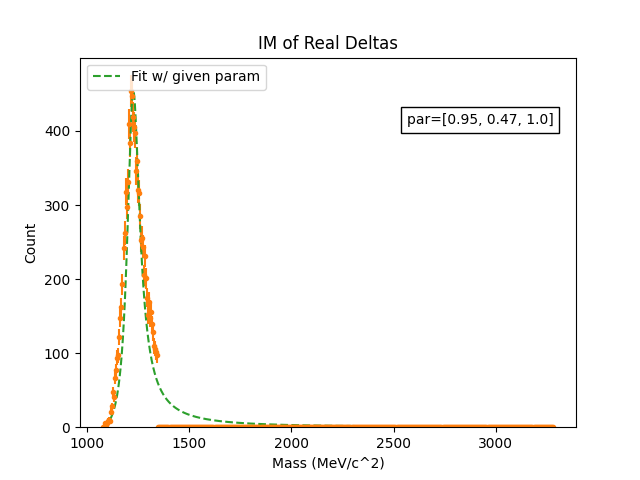 IM of Real Deltas
Fit w/ given param
par=[0.95, 0.47, 1.0]
Count
400
300
200
100
0
1000 1500 2000 2500 3000
Mass (MeV/c^2)